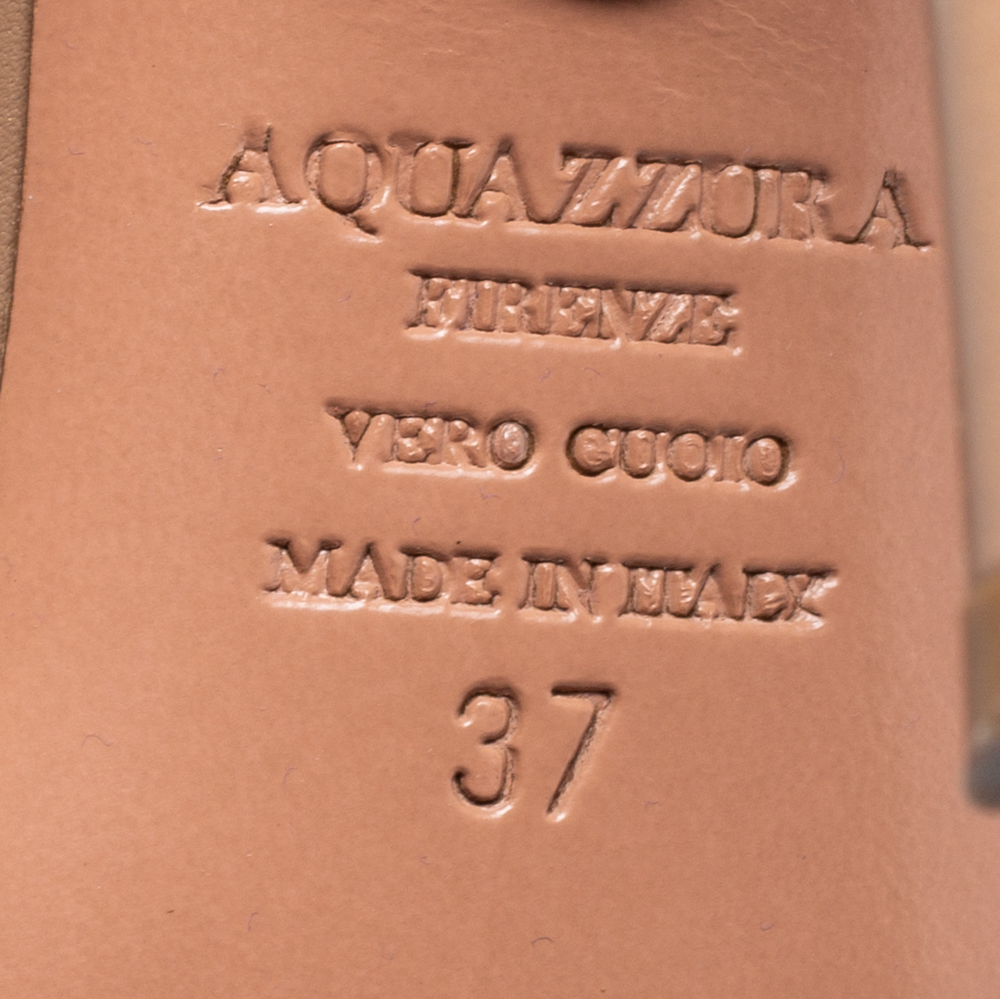 AQUAZZURA
FIRENZE
VERO CUOIO
MADE IN ITALY
37